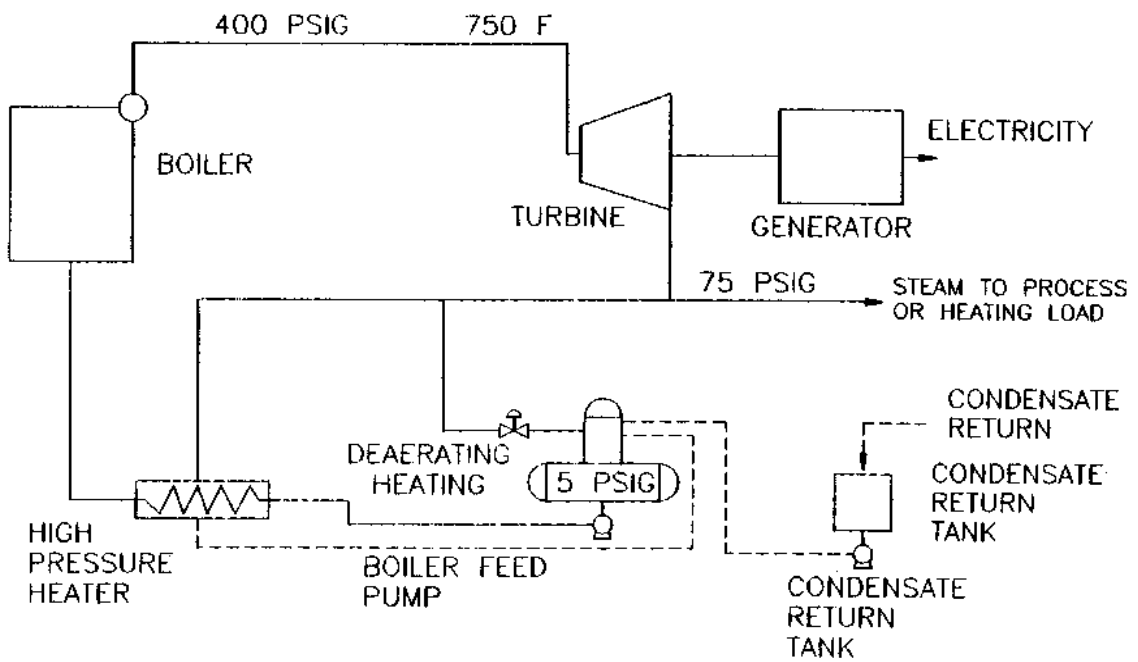 400 PSIG 750 F
BOILER
TURBINE
ELECTRICITY
GENERATOR
75 PSIG
STEAM TO PROCESS
OR HEATING LOAD
DEAERATING
HEATING
5 PSIG
CONDENSATE
RETURN
CONDENSATE
RETURN
TANK
HIGH
PRESSURE
HEATER
BOILER FEED
PUMP
CONDENSATE
RETURN
TANK